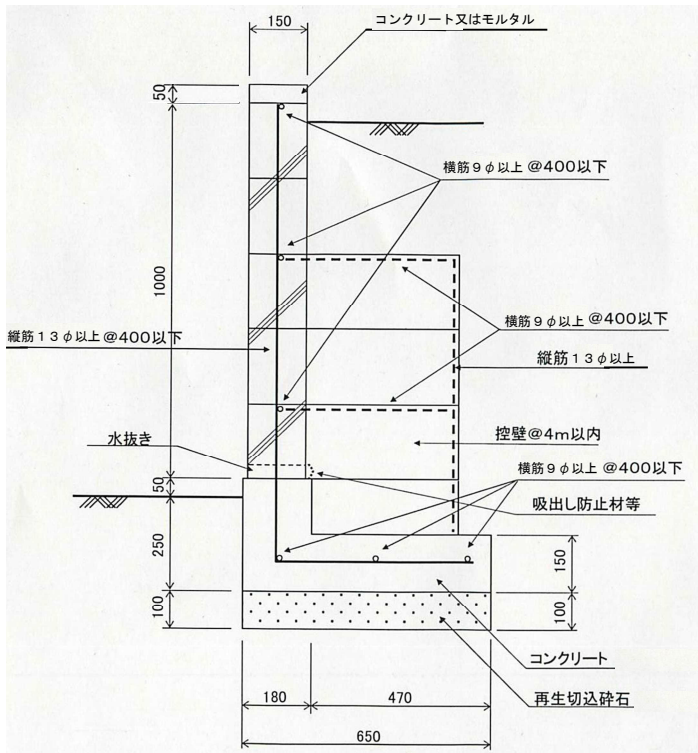 コンクリート又はモルタル
150
50
横筋９φ以上 @400以下
1000
横筋９φ以上 @400以下
縦筋１３φ以上 @400以下
縦筋１３φ以上
控壁@4m以内
水抜き
横筋９φ以上 @400以下
50
吸出し防止材等
250
150
100
100
コンクリート
再生切込砕石
180
470
650